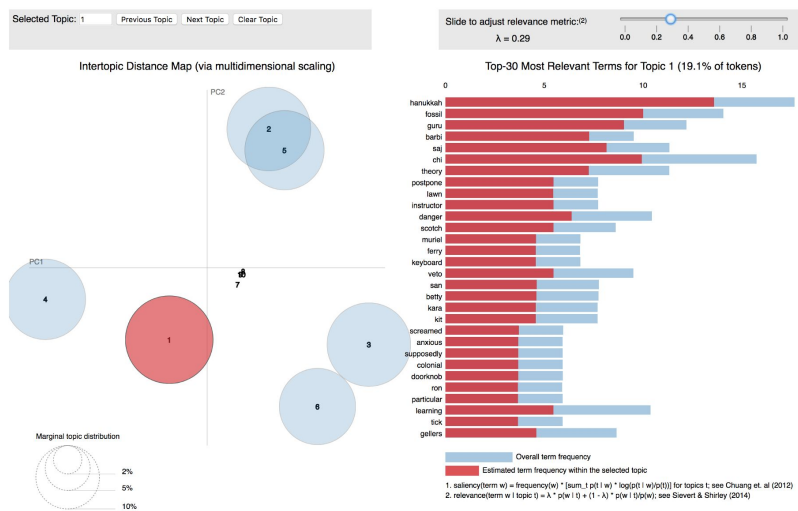 Selected Topic: 1 Previous Topic Next Topic Clear Topic
Slide to adjust relevance metric:(2)
λ = 0.29
0.0 0.2 0.4 0.6 0.8 1.0
Intertopic Distance Map (via multidimensional scaling)
PC2
PC1
2
5
4
1
7
3
6
Marginal topic distribution
2%
5%
10%
Top-30 Most Relevant Terms for Topic 1 (19.1% of tokens)
0 5 10 15
hanukkah
fossil
guru
barbi
saj
chi
theory
postpone
lawn
instructor
danger
scotch
muriel
ferry
keyboard
veto
san
betty
kara
kit
screamed
anxious
supposedly
colonial
doorknob
ron
particular
learning
tick
gellers
Overall term frequency
Estimated term frequency within the selected topic
1. saliency(term w) = frequency(w) * [sum_t p(t | w) * log(p(t | w)/p(t))] for topics t; see Chuang et. al (2012)
2. relevance(term w | topic t) = λ * p(w | t) + (1 - λ) * p(w | t)/p(w); see Sievert & Shirley (2014)